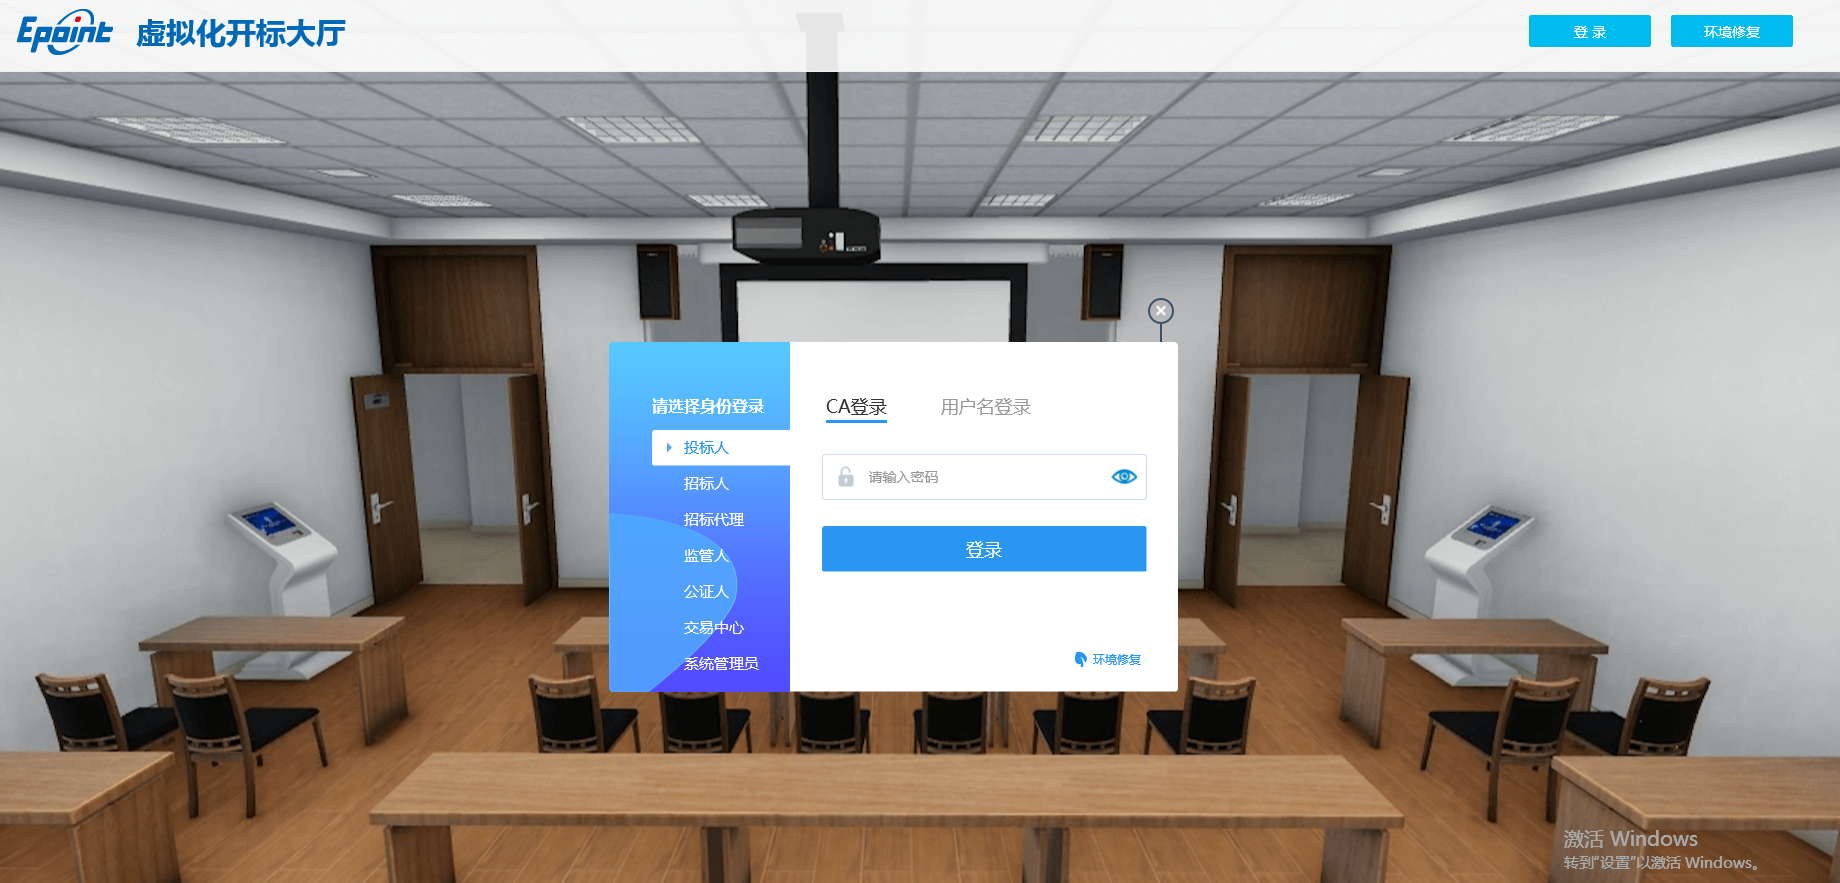 Epoint 虚拟化开标大厅
登 录
环境修复
请选择身份登录
投标人
招标人
招标代理
监管人
公证人
交易中心
系统管理员
CA登录
用户名登录
请输入密码
登录
环境修复
激活 Windows
转到"设置"以激活 Windows。